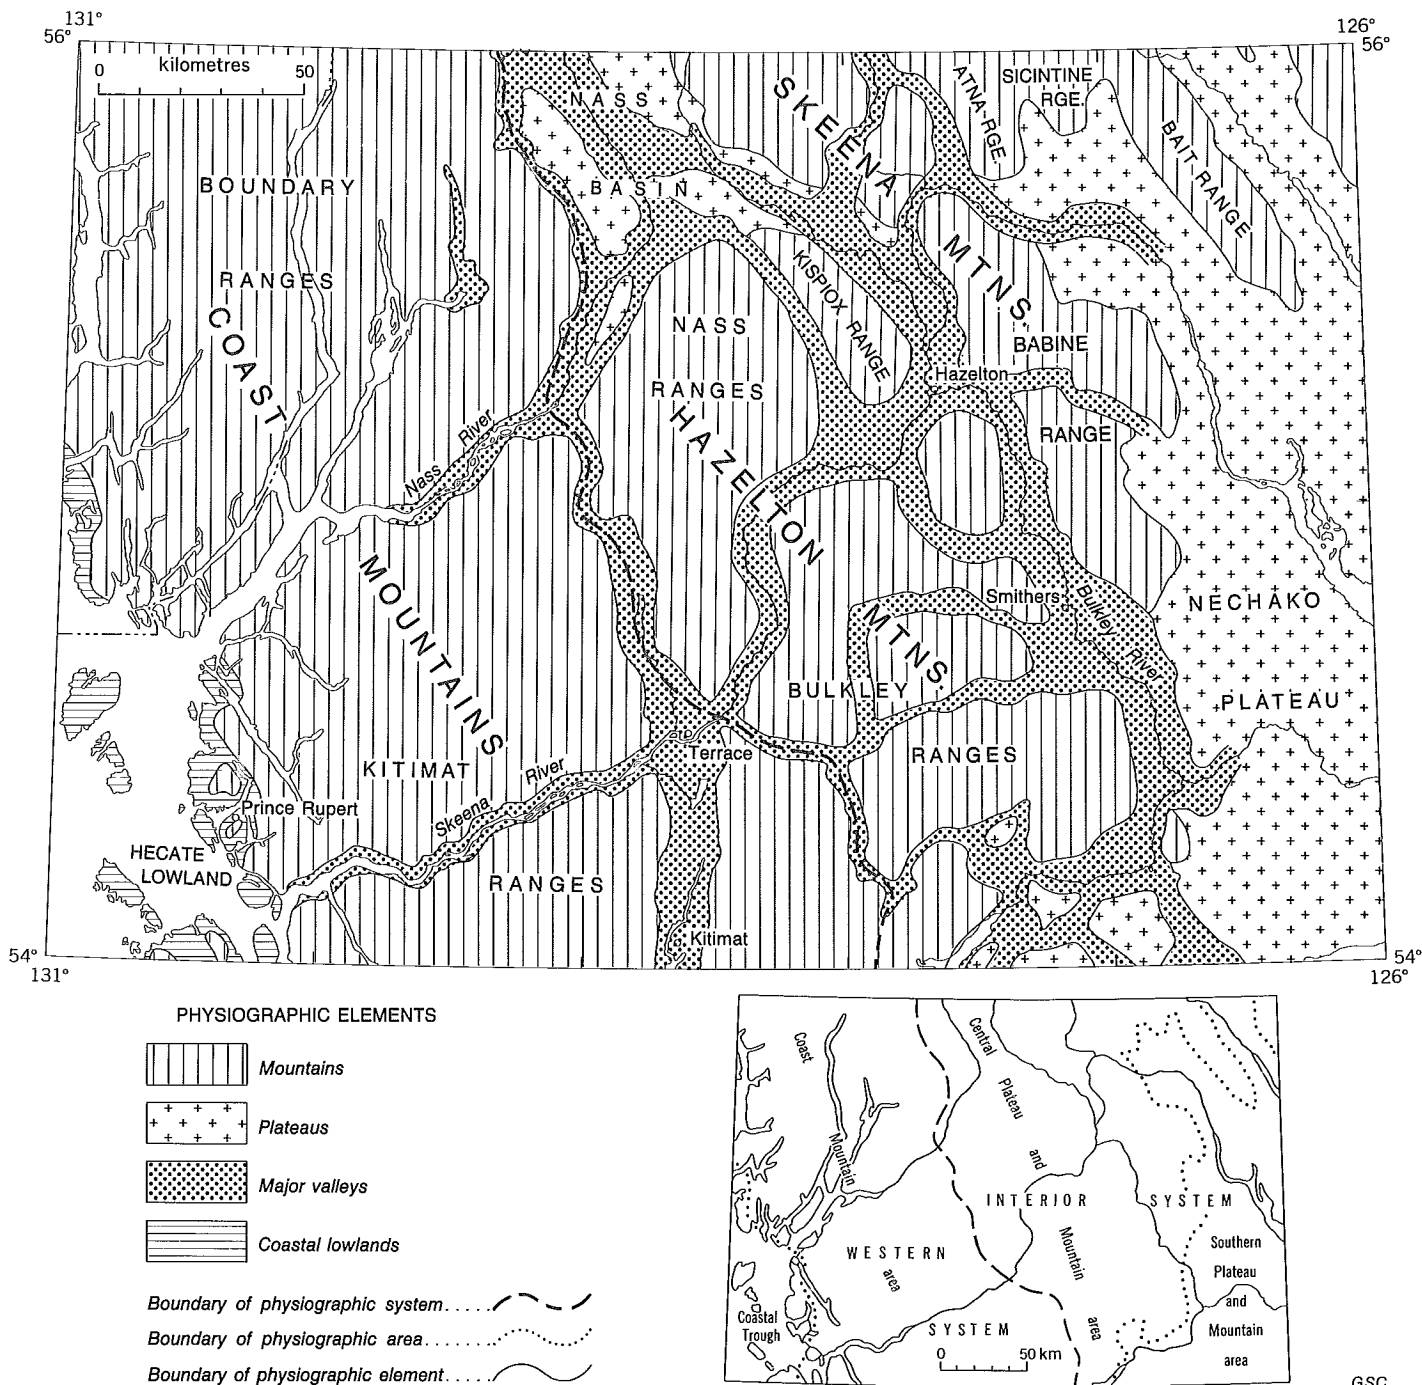 131°
56°
126°
56°
kilometres
0 50
NASS
BASIN
SKEENA
MTNS
ATNA RGE.
SICINTINE
RGE.
BAIT RANGE
BOUNDARY
RANGES
COAST
MOUNTAINS
KISPIOX RANGE
NASS
RANGES
HAZELTON
MTNS
BABINE
RANGE
Hazelton
Nass River
Smithers
Bulkley River
NECHAKO
PLATEAU
BULKLEY
RANGES
Terrace
KITIMAT
RANGES
Skeena River
Prince Rupert
HECATE
LOWLAND
Kitimat
54°
131°
54°
126°
PHYSIOGRAPHIC ELEMENTS
Mountains
Plateaus
Major valleys
Coastal lowlands
Boundary of physiographic system.....
Boundary of physiographic area.......
Boundary of physiographic element.....
Coast
Mountain
area
Central
Plateau
and
Mountain
area
INTERIOR SYSTEM
WESTERN
SYSTEM
Southern
Plateau
and
Mountain
area
Coastal
Trough
0 50 km
GSC